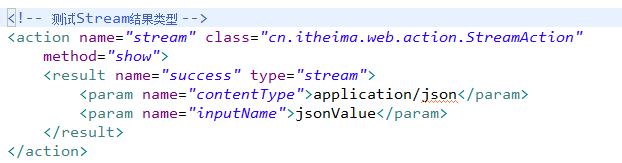 <!-- 测试Stream结果类型 -->
<action name="stream" class="cn.itheima.web.action.StreamAction"
method="show">
<result name="success" type="stream">
<param name="contentType">application/json</param>
<param name="inputName">jsonValue</param>
</result>
</action>